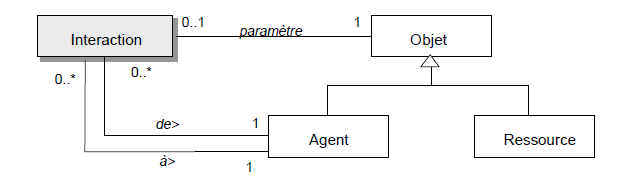 0..1
1
paramètre
Interaction
Objet
0..*
0..*
de>
1
Agent
Ressource
à>
1